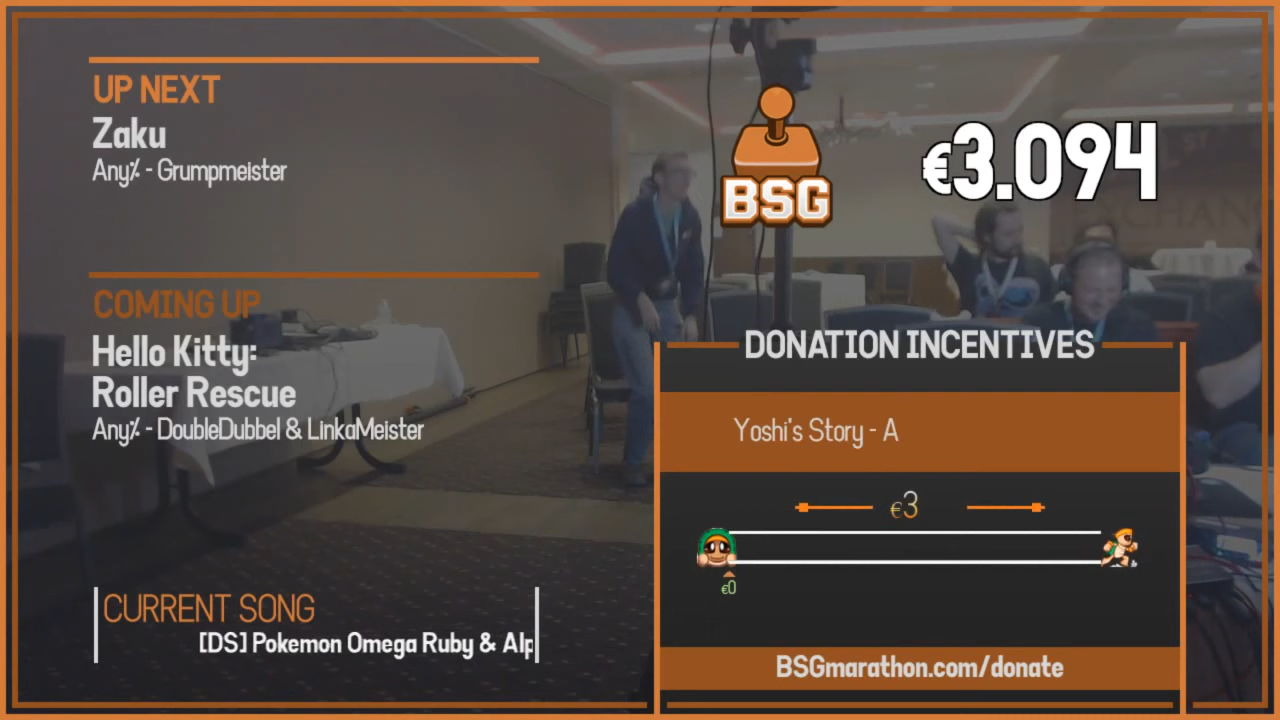 UP NEXT
Zaku
Any% - Grumpmeister
COMING UP
Hello Kitty:
Roller Rescue
Any% - DoubleDubbel & LinkaMeister
CURRENT SONG
[DS] Pokemon Omega Ruby & Alp
BSG
€3.094
DONATION INCENTIVES
Yoshi's Story - A
€3
€0
BSGmarathon.com/donate